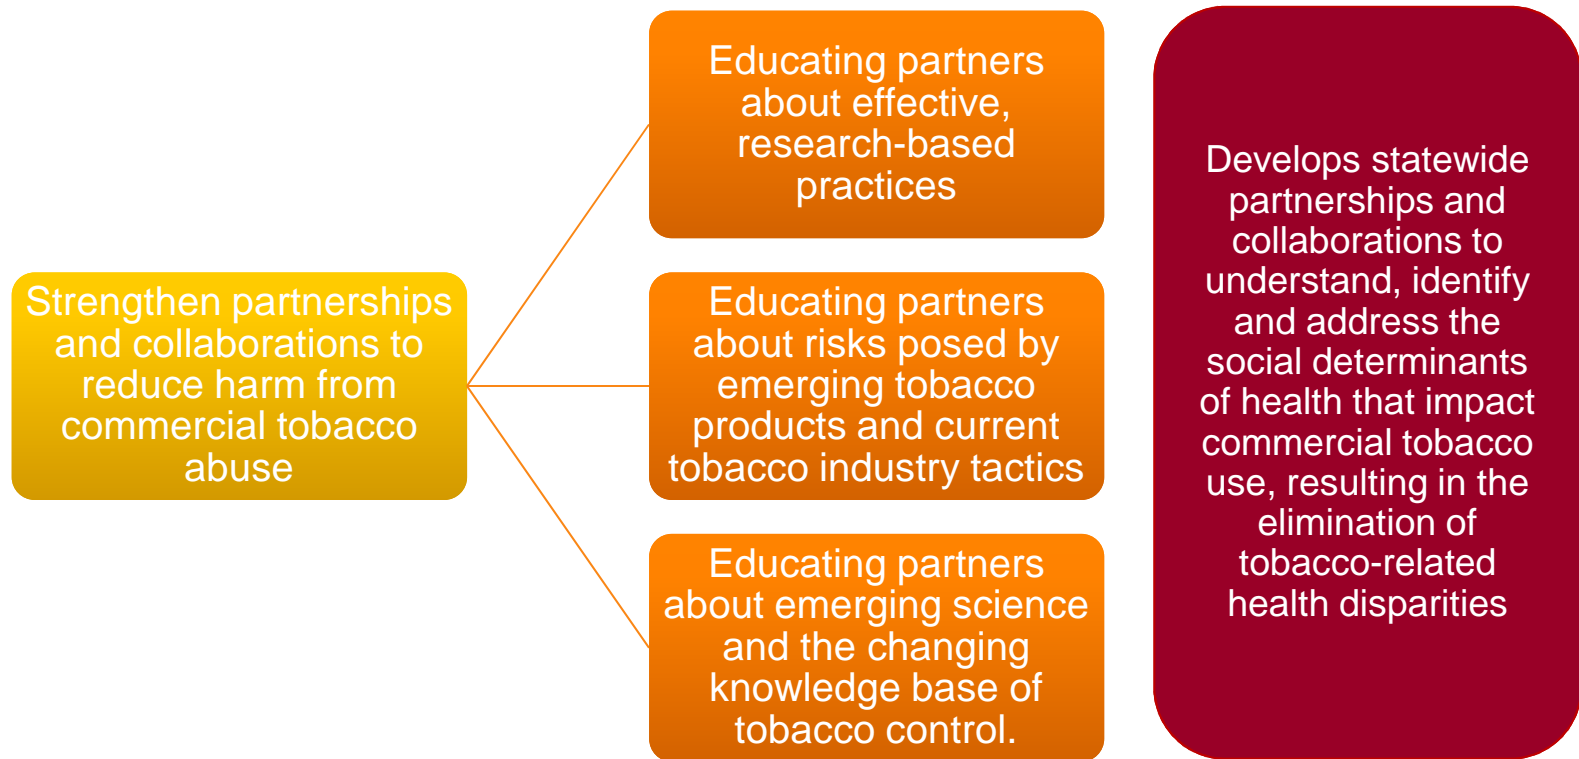 Strengthen partnerships
and collaborations to
reduce harm from
commercial tobacco
abuse
Educating partners
about effective,
research-based
practices
Educating partners
about risks posed by
emerging tobacco
products and current
tobacco industry tactics
Educating partners
about emerging science
and the changing
knowledge base of
tobacco control.
Develops statewide
partnerships and
collaborations to
understand, identify
and address the
social determinants
of health that impact
commercial tobacco
use, resulting in the
elimination of
tobacco-related
health disparities